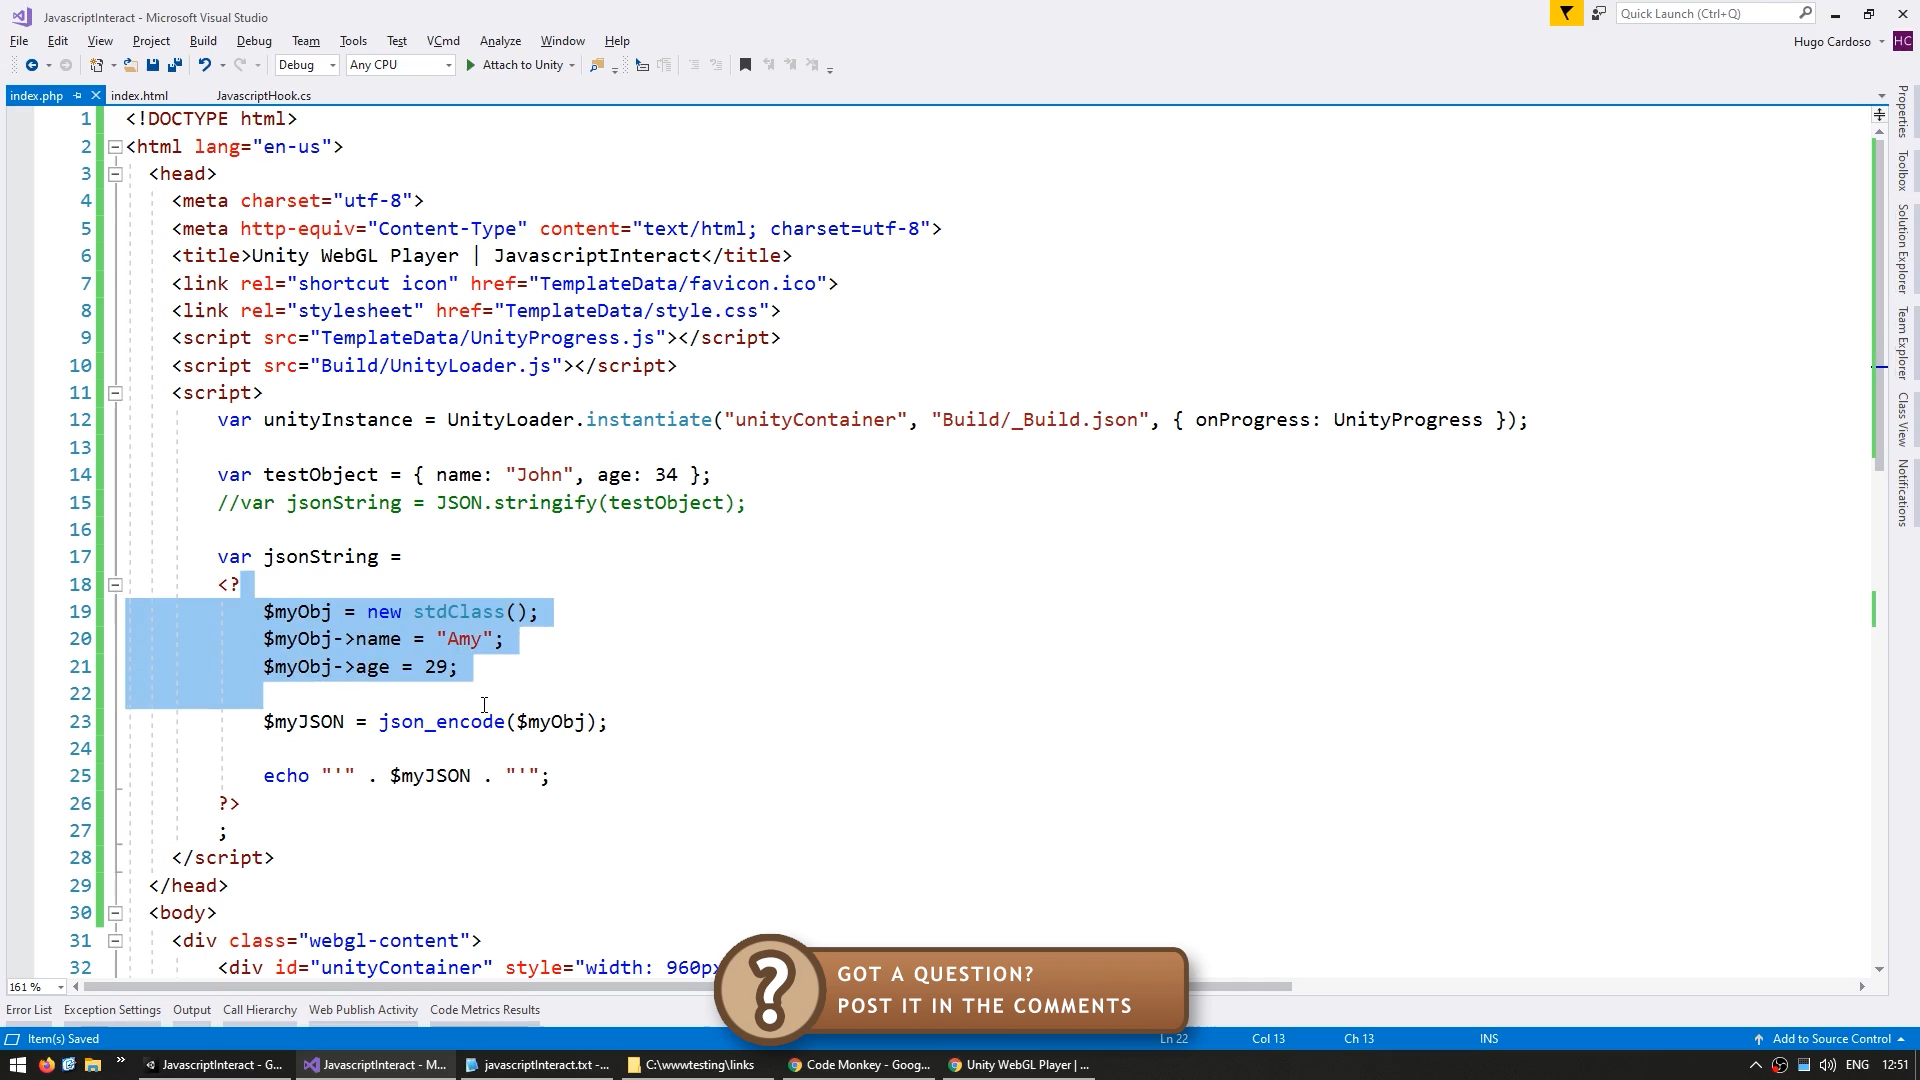 JavascriptInteract - Microsoft Visual Studio
Quick Launch (Ctrl+Q)
File Edit View Project Build Debug Team Tools Test VCmd Analyze Window Help
Hugo Cardoso HC
Debug Any CPU Attach to Unity
index.php index.html JavascriptHook.cs
1 <!DOCTYPE html>
2 <html lang="en-us">
3 <head>
4 <meta charset="utf-8">
5 <meta http-equiv="Content-Type" content="text/html; charset=utf-8">
6 <title>Unity WebGL Player | JavascriptInteract</title>
7 <link rel="shortcut icon" href="TemplateData/favicon.ico">
8 <link rel="stylesheet" href="TemplateData/style.css">
9 <script src="TemplateData/UnityProgress.js"></script>
10 <script src="Build/UnityLoader.js"></script>
11 <script>
12 var unityInstance = UnityLoader.instantiate("unityContainer", "Build/_Build.json", { onProgress: UnityProgress });
13
14 var testObject = { name: "John", age: 34 };
15 //var jsonString = JSON.stringify(testObject);
16
17 var jsonString =
18 <?
19 $myObj = new stdClass();
20 $myObj->name = "Amy";
21 $myObj->age = 29;
22
23 $myJSON = json_encode($myObj);
24
25 echo "'" . $myJSON . "'";
26 ?>
27 ;
28 </script>
29 </head>
30 <body>
31 <div class="webgl-content">
32 <div id="unityContainer" style="width: 960px
Properties
Toolbox
Solution Explorer
Team Explorer
Class View
Notifications
GOT A QUESTION?
POST IT IN THE COMMENTS
161 %
Error List Exception Settings Output Call Hierarchy Web Publish Activity Code Metrics Results
Item(s) Saved Ln 22 Col 13 Ch 13 INS Add to Source Control
JavascriptInteract - G... JavascriptInteract - M... javascriptInteract.txt -... C:\wwwtesting\links Code Monkey - Goog... Unity WebGL Player | ... ENG 12:51